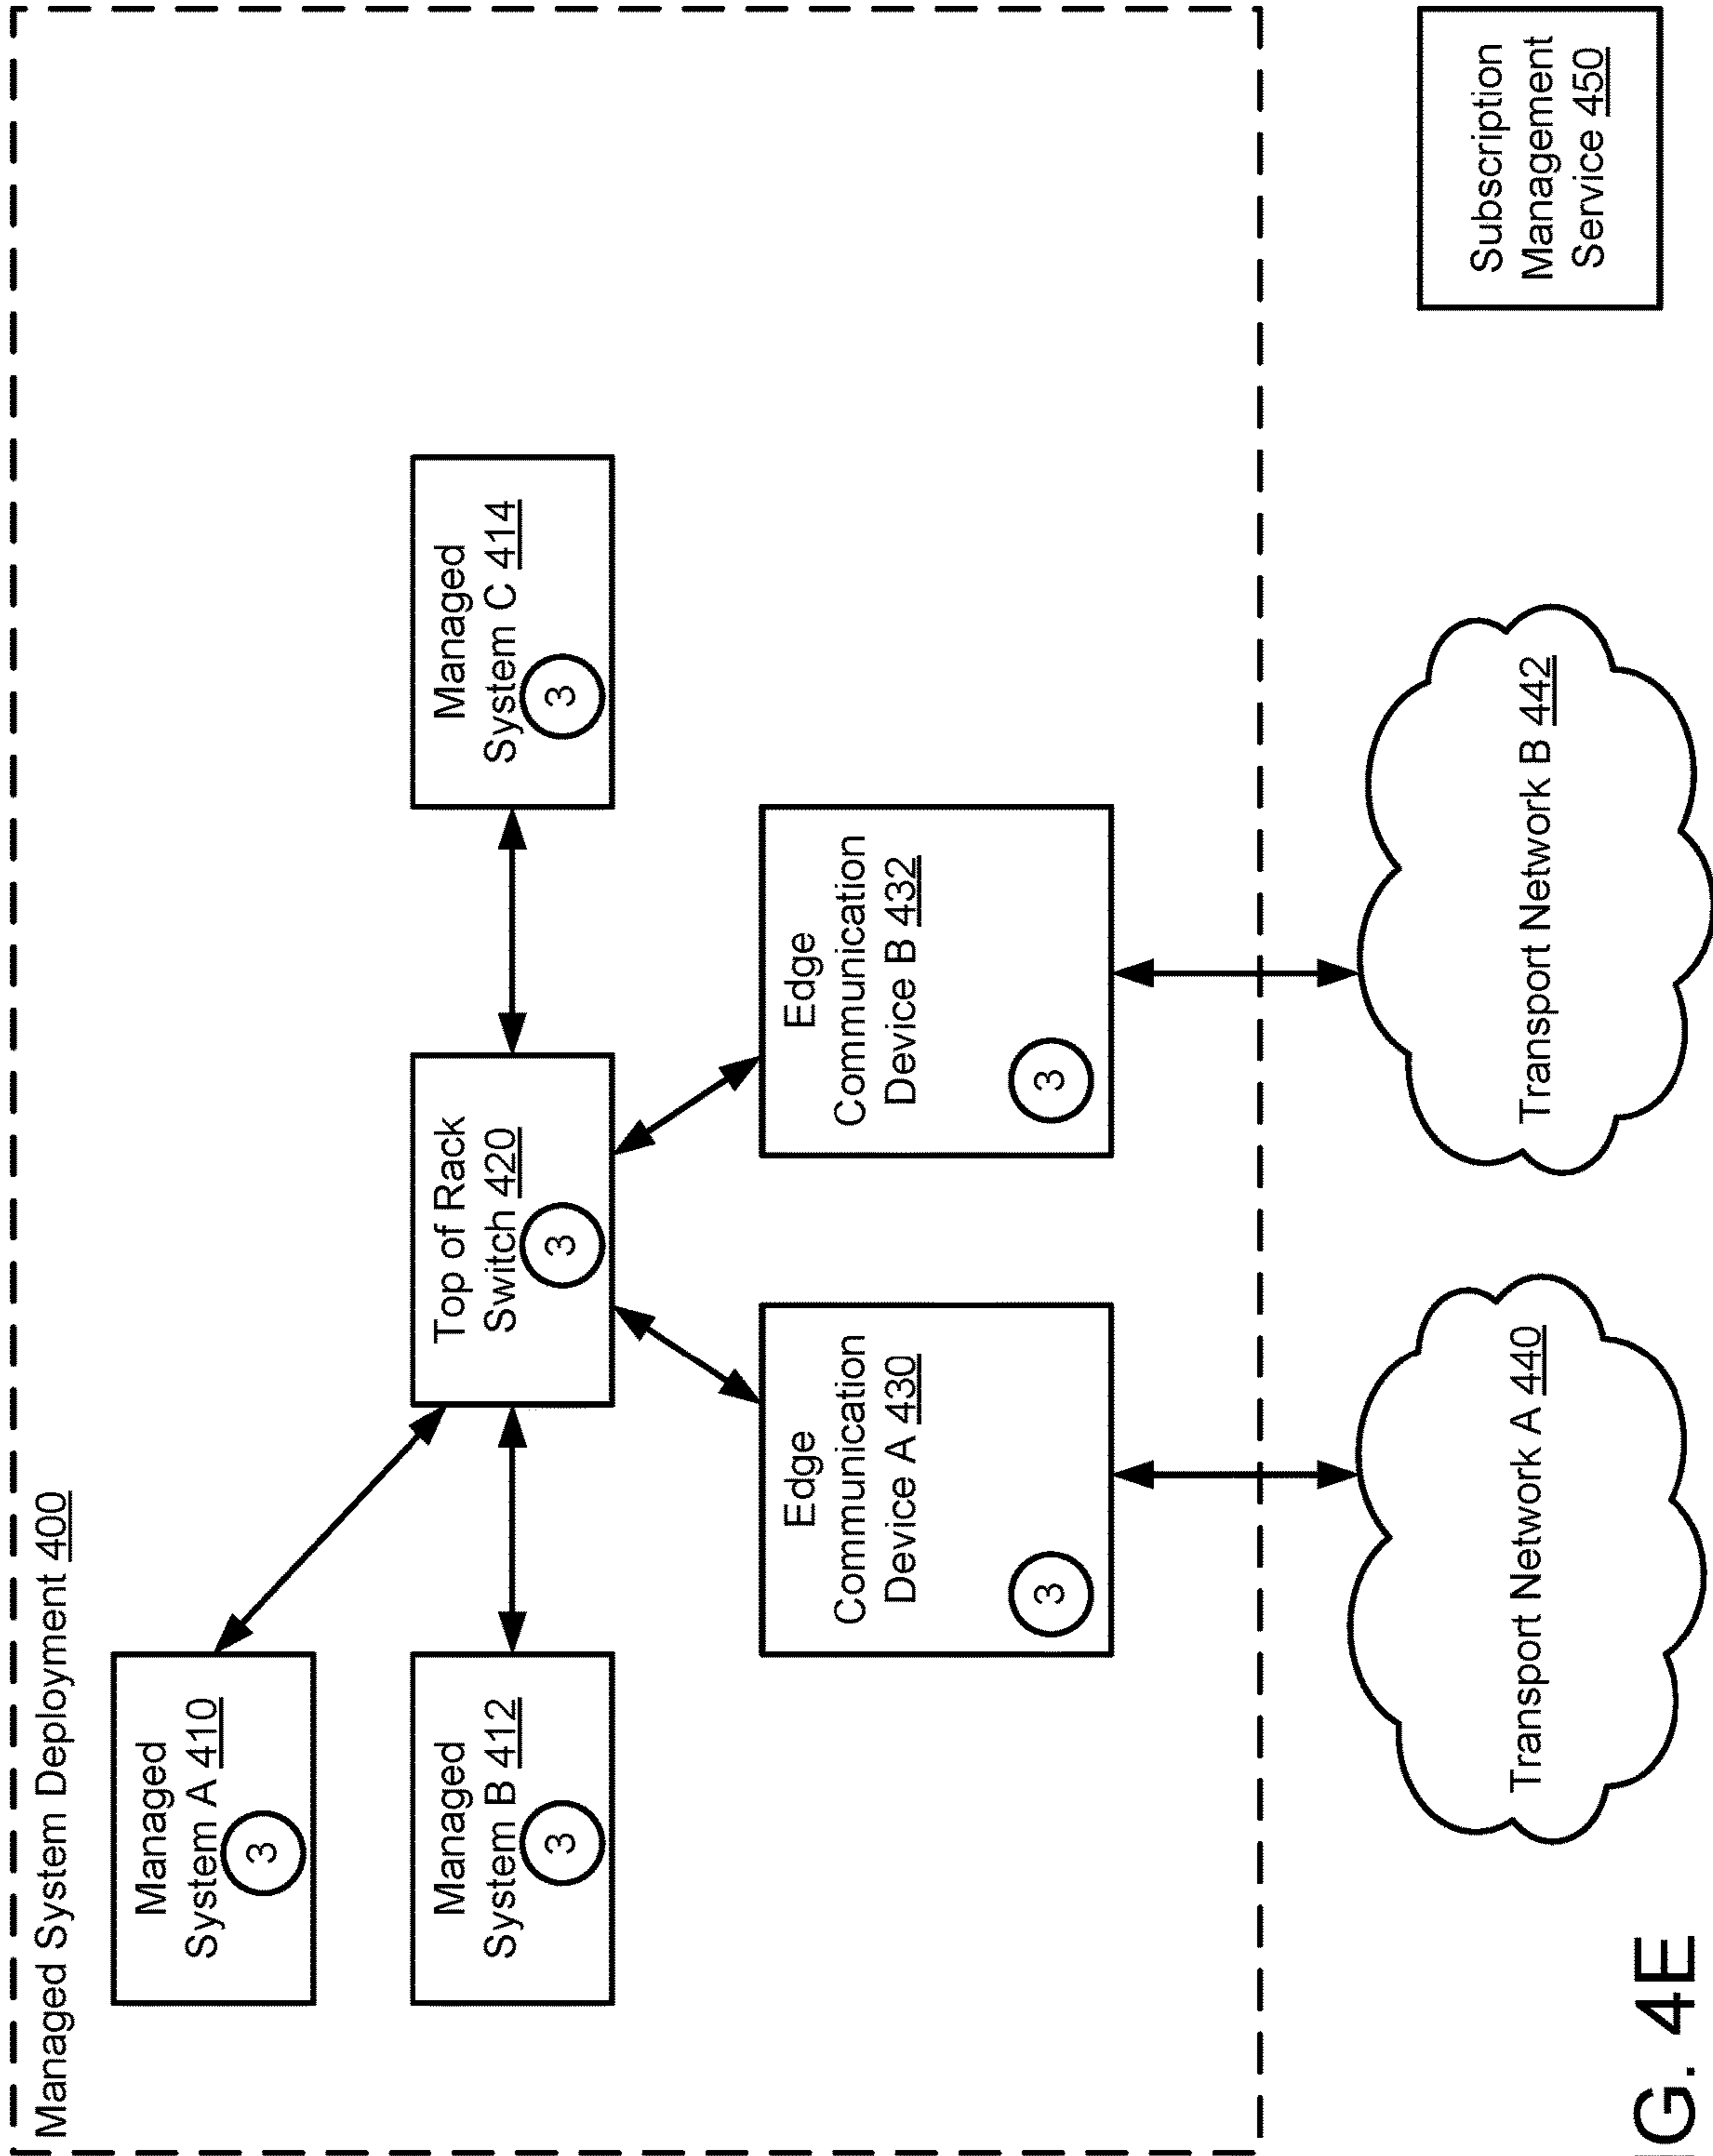 Managed System Deployment 400
Managed
System A 410
3
Managed
System B 412
3
Top of Rack
Switch 420
3
Managed
System C 414
3
Edge
Communication
Device A 430
3
Edge
Communication
Device B 432
3
Transport Network A 440
Transport Network B 442
Subscription
Management
Service 450
G. 4E